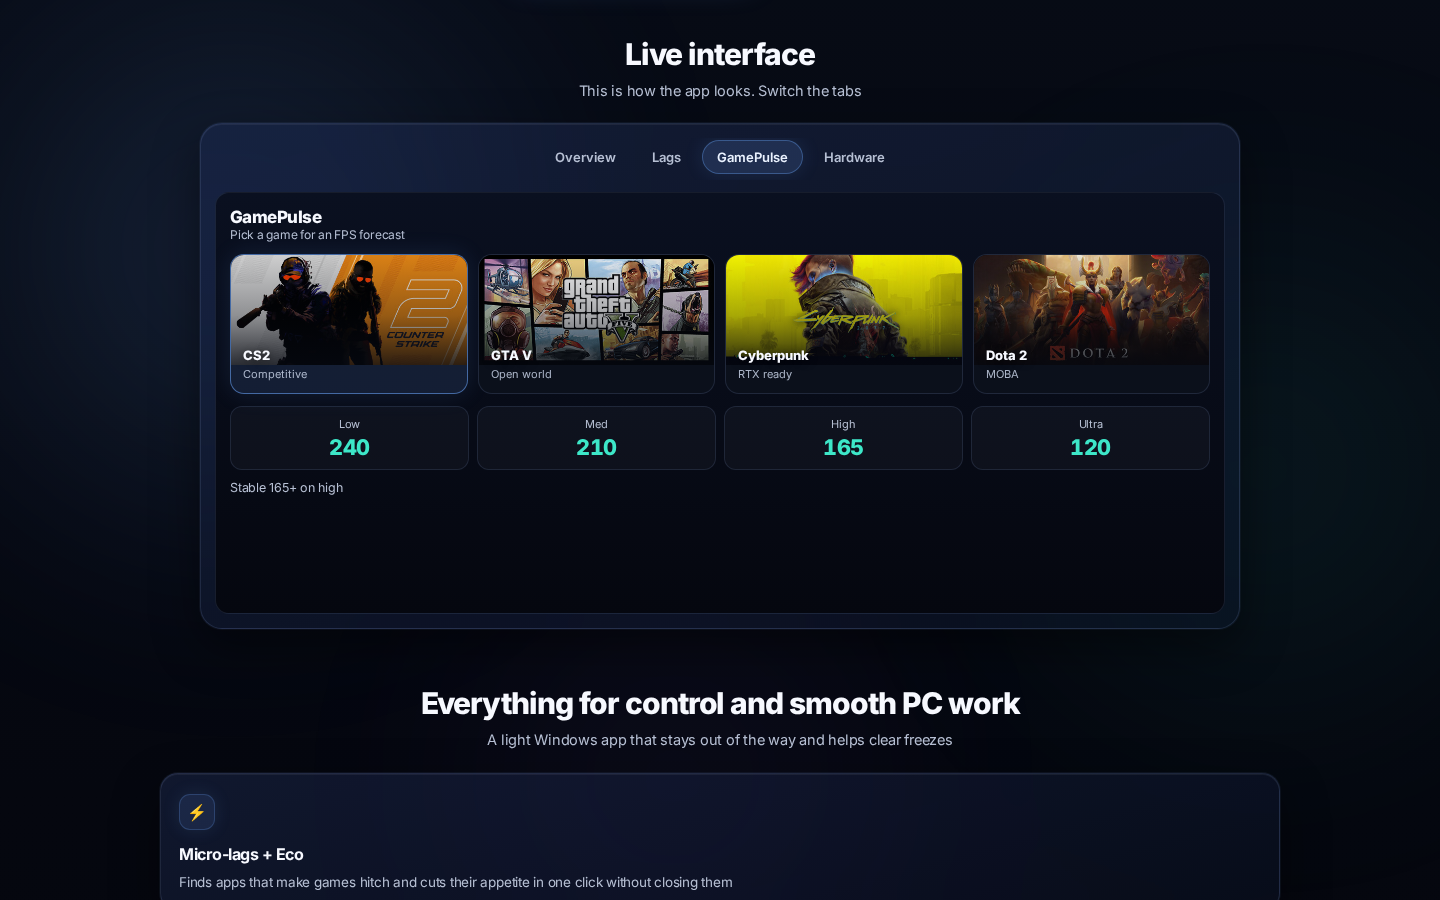 Live interface
This is how the app looks. Switch the tabs
Overview
Lags
GamePulse
Hardware
GamePulse
Pick a game for an FPS forecast
2
COUNTER
STRIKE
CS2
Competitive
grand
theft
auto
V
FIVE
GTA V
Open world
Cyberpunk
Cyberpunk
RTX ready
DOTA 2
Dota 2
MOBA
Low
240
Med
210
High
165
Ultra
120
Stable 165+ on high
Everything for control and smooth PC work
A light Windows app that stays out of the way and helps clear freezes
Micro-lags + Eco
Finds apps that make games hitch and cuts their appetite in one click without closing them